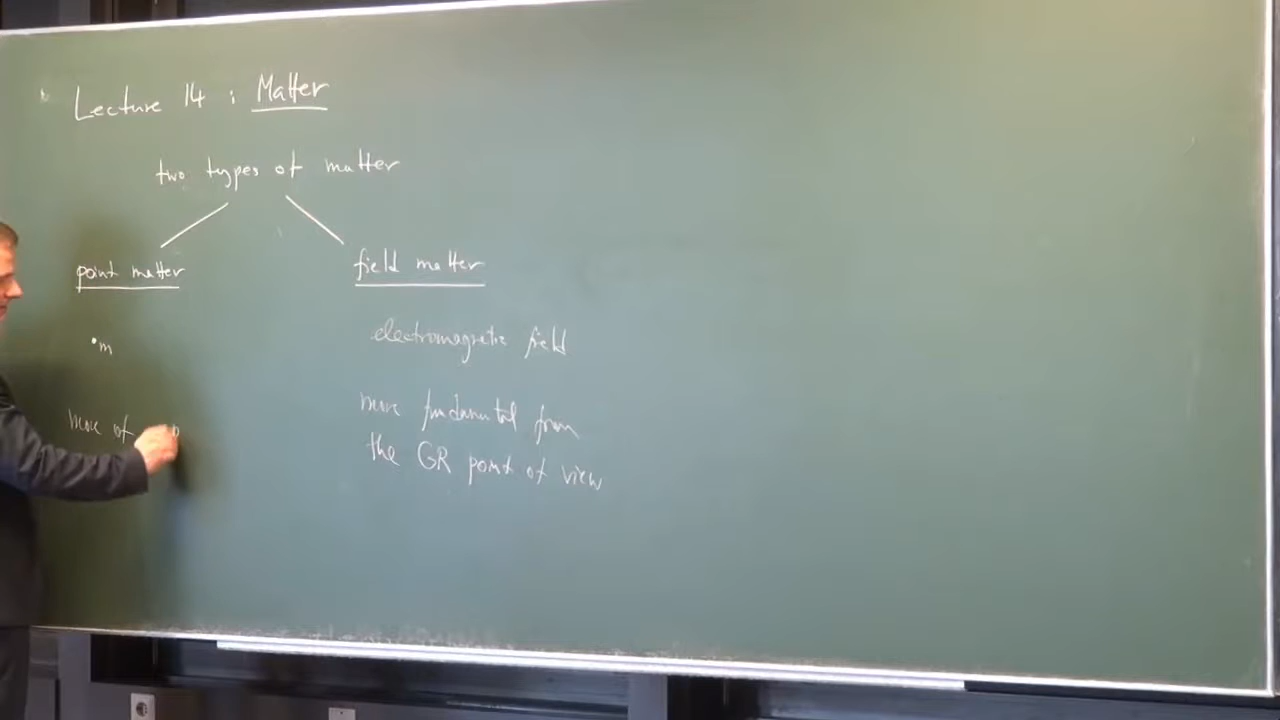 Lecture 14 : Matter
two types of matter
point matter
field matter
•m
electromagnetic field
more of
more fundamental from
the GR point of view